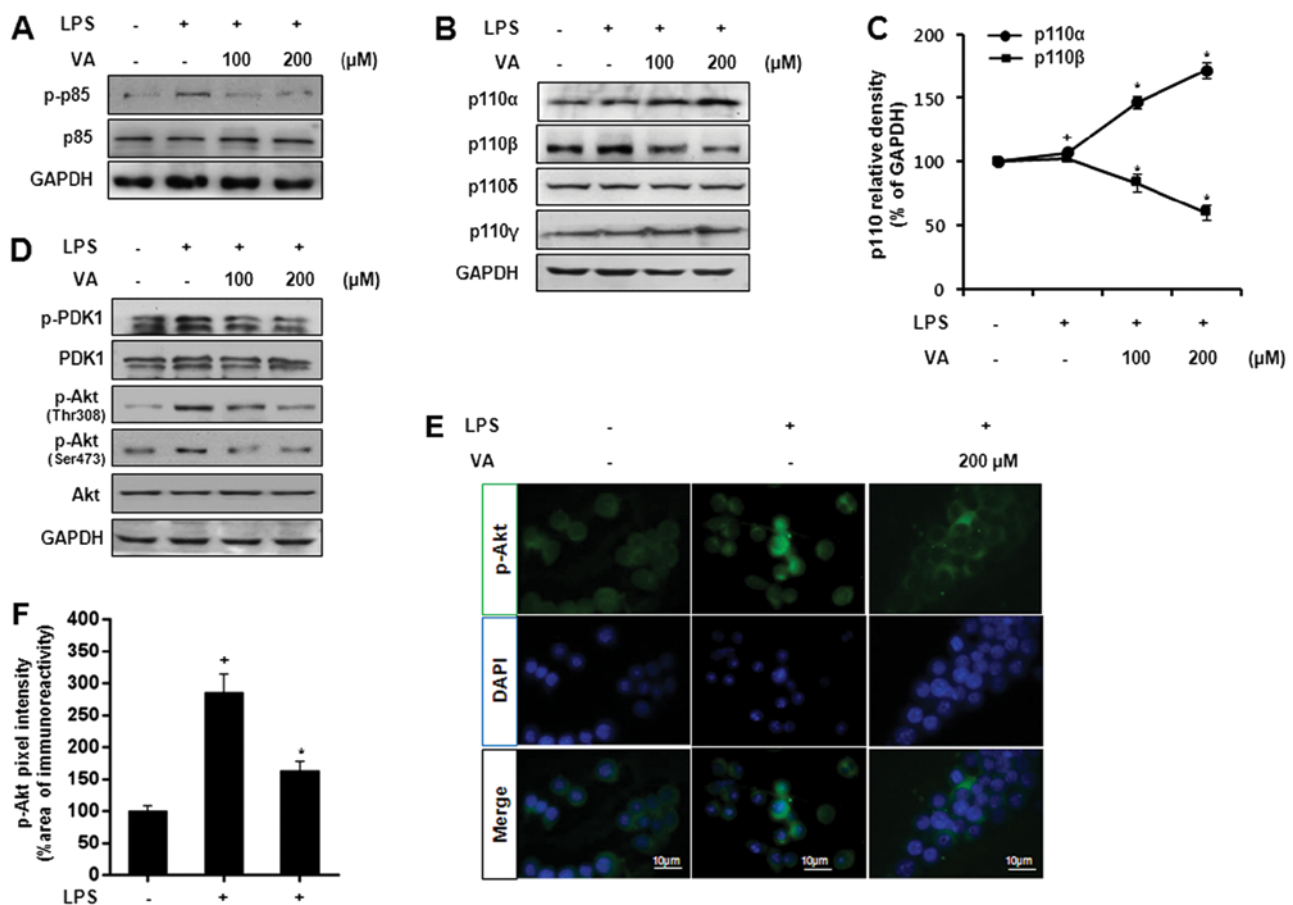 A
LPS - + + +
VA - - 100 200 (µM)
p-p85
p85
GAPDH
B
LPS - + + +
VA - - 100 200 (µM)
p110α
p110β
p110δ
p110γ
GAPDH
C
p110 relative density
(% of GAPDH)
200
150
100
50
0
p110α
p110β
+
*
*
*
*
LPS - + + +
VA - - 100 200 (µM)
D
LPS - + + +
VA - - 100 200 (µM)
p-PDK1
PDK1
p-Akt
(Thr308)
p-Akt
(Ser473)
Akt
GAPDH
E
LPS - + +
VA - - 200 µM
p-Akt
DAPI
Merge
10µm
10µm
10µm
F
p-Akt pixel intensity
(%area of immunoreactivity)
400
350
300
250
200
150
100
50
0
+
*
LPS - + +